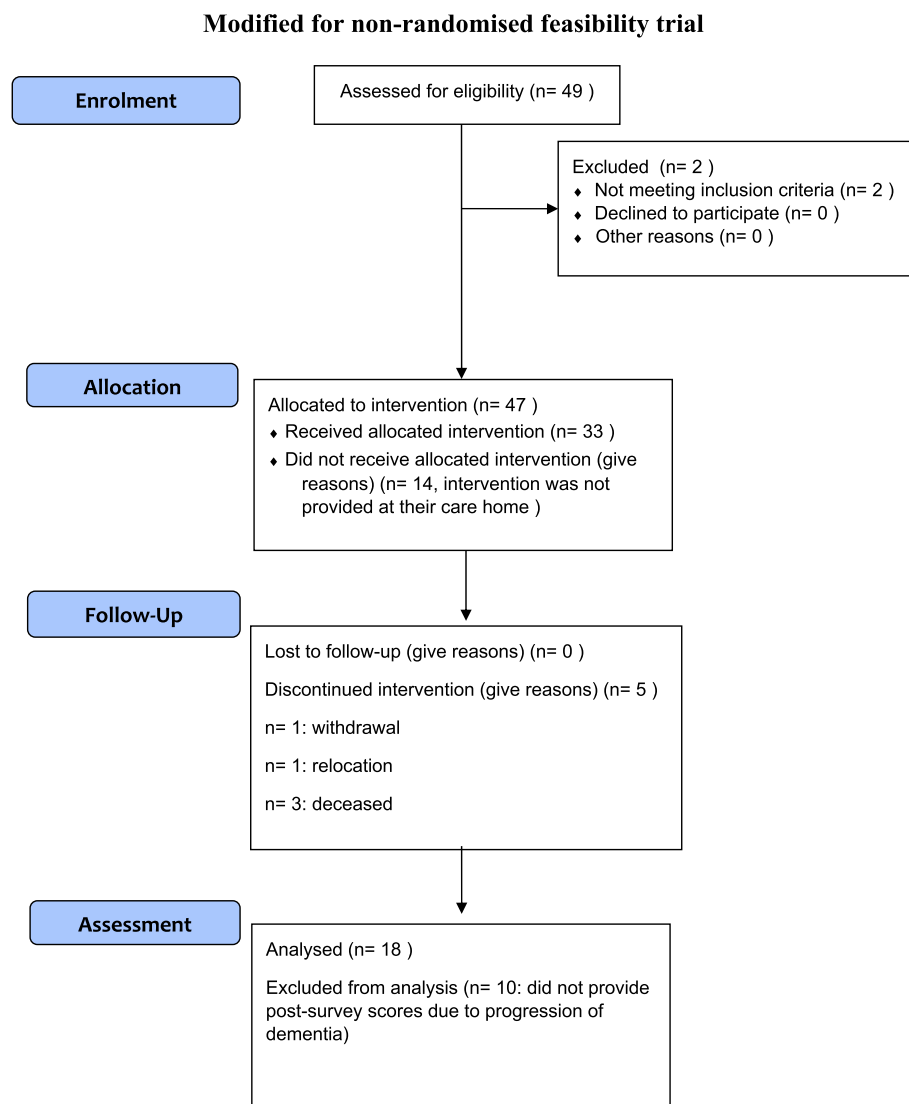 Modified for non-randomised feasibility trial
Enrolment
Assessed for eligibility (n= 49 )
Excluded (n= 2 )
♦ Not meeting inclusion criteria (n= 2 )
♦ Declined to participate (n= 0 )
♦ Other reasons (n= 0 )
Allocation
Allocated to intervention (n= 47 )
♦ Received allocated intervention (n= 33 )
♦ Did not receive allocated intervention (give
reasons) (n= 14, intervention was not
provided at their care home )
Follow-Up
Lost to follow-up (give reasons) (n= 0 )
Discontinued intervention (give reasons) (n= 5 )
n= 1: withdrawal
n= 1: relocation
n= 3: deceased
Assessment
Analysed (n= 18 )
Excluded from analysis (n= 10: did not provide
post-survey scores due to progression of
dementia)